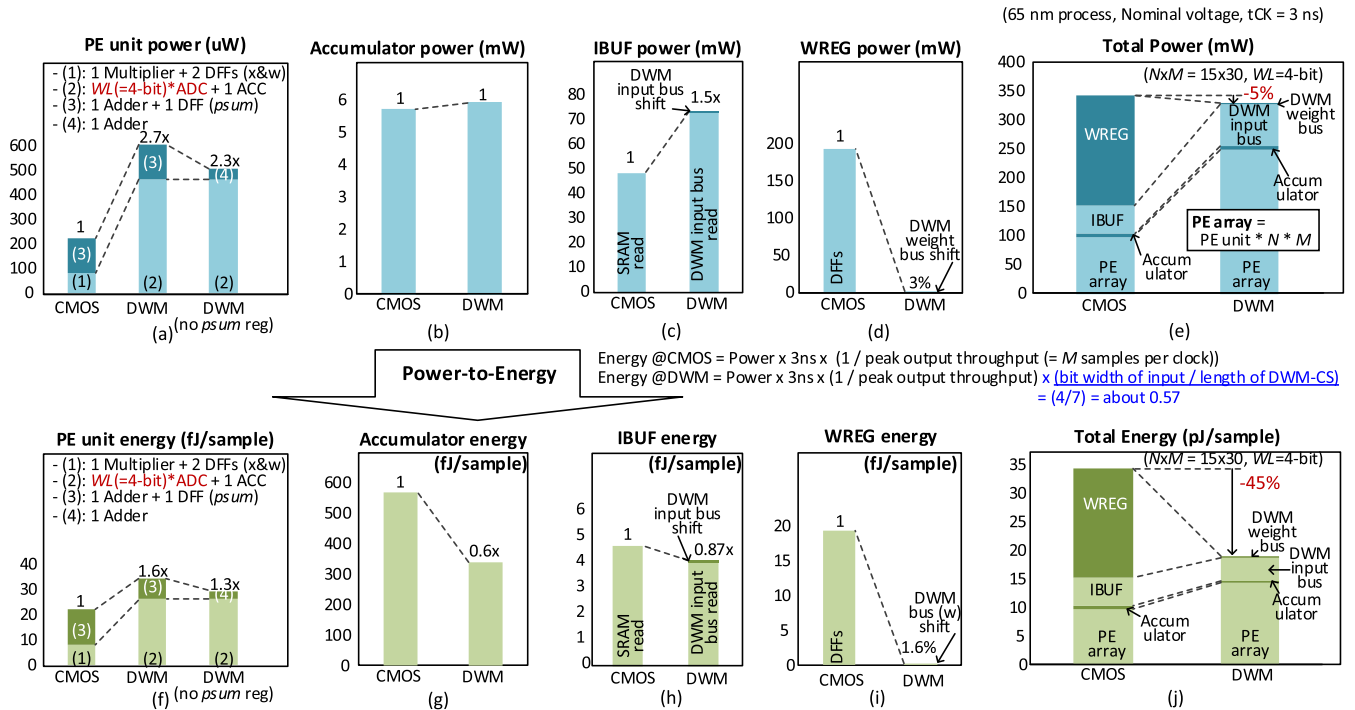 (65 nm process, Nominal voltage, tCK = 3 ns)
PE unit power (uW)
- (1): 1 Multiplier + 2 DFFs (x&w)
- (2): WL(=4-bit)*ADC + 1 ACC
- (3): 1 Adder + 1 DFF (psum)
- (4): 1 Adder
600
500
400
300
200
100
0
1
2.7x
2.3x
(3)
(1)
(3)
(2)
(4)
(2)
CMOS
DWM
DWM
(no psum reg)
(a)
Accumulator power (mW)
6
5
4
3
2
1
0
1
1
CMOS
DWM
(b)
IBUF power (mW)
80
70
60
50
40
30
20
10
0
DWM
input bus
shift
1
1.5x
SRAM
read
DWM input bus
read
CMOS
DWM
(c)
WREG power (mW)
200
150
100
50
0
1
DFFs
DWM
weight
bus shift
3%
CMOS
DWM
(d)
Total Power (mW)
400
350
300
250
200
150
100
50
0
(NxM = 15x30, WL=4-bit)
-5%
DWM
weight
bus
DWM
input
bus
WREG
IBUF
PE
array
Accum
ulator
Accum
ulator
PE array =
PE unit * N * M
PE
array
CMOS
DWM
(e)
Power-to-Energy
Energy @CMOS = Power x 3ns x (1 / peak output throughput (= M samples per clock))
Energy @DWM = Power x 3ns x (1 / peak output throughput) x (bit width of input / length of DWM-CS)
= (4/7) = about 0.57
PE unit energy (fJ/sample)
- (1): 1 Multiplier + 2 DFFs (x&w)
- (2): WL(=4-bit)*ADC + 1 ACC
- (3): 1 Adder + 1 DFF (psum)
- (4): 1 Adder
40
30
20
10
0
1
1.6x
1.3x
(3)
(1)
(3)
(2)
(4)
(2)
CMOS
DWM
DWM
(no psum reg)
(f)
Accumulator energy
(fJ/sample)
600
500
400
300
200
100
0
1
0.6x
CMOS
DWM
(g)
IBUF energy
(fJ/sample)
6
5
4
3
2
1
0
DWM
input bus
shift
1
0.87x
SRAM
read
DWM input
bus read
CMOS
DWM
(h)
WREG energy
(fJ/sample)
20
15
10
5
0
1
DFFs
DWM
bus (w)
shift
1.6%
CMOS
DWM
(i)
Total Energy (pJ/sample)
35
30
25
20
15
10
5
0
(NxM = 15x30, WL=4-bit)
-45%
DWM
weight
bus
DWM
input
bus
Accum
ulator
WREG
IBUF
PE
array
Accum
ulator
PE
array
CMOS
DWM
(j)